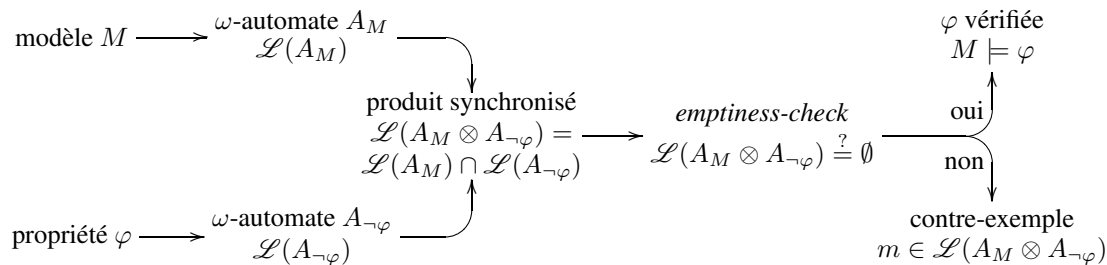 modèle M
ω-automate A_M
ℒ(A_M)
produit synchronisé
ℒ(A_M ⊗ A_¬φ) =
ℒ(A_M) ∩ ℒ(A_¬φ)
propriété φ
ω-automate A_¬φ
ℒ(A_¬φ)
emptiness-check
ℒ(A_M ⊗ A_¬φ) ≟ ∅
oui
φ vérifiée
M ⊨ φ
non
contre-exemple
m ∈ ℒ(A_M ⊗ A_¬φ)